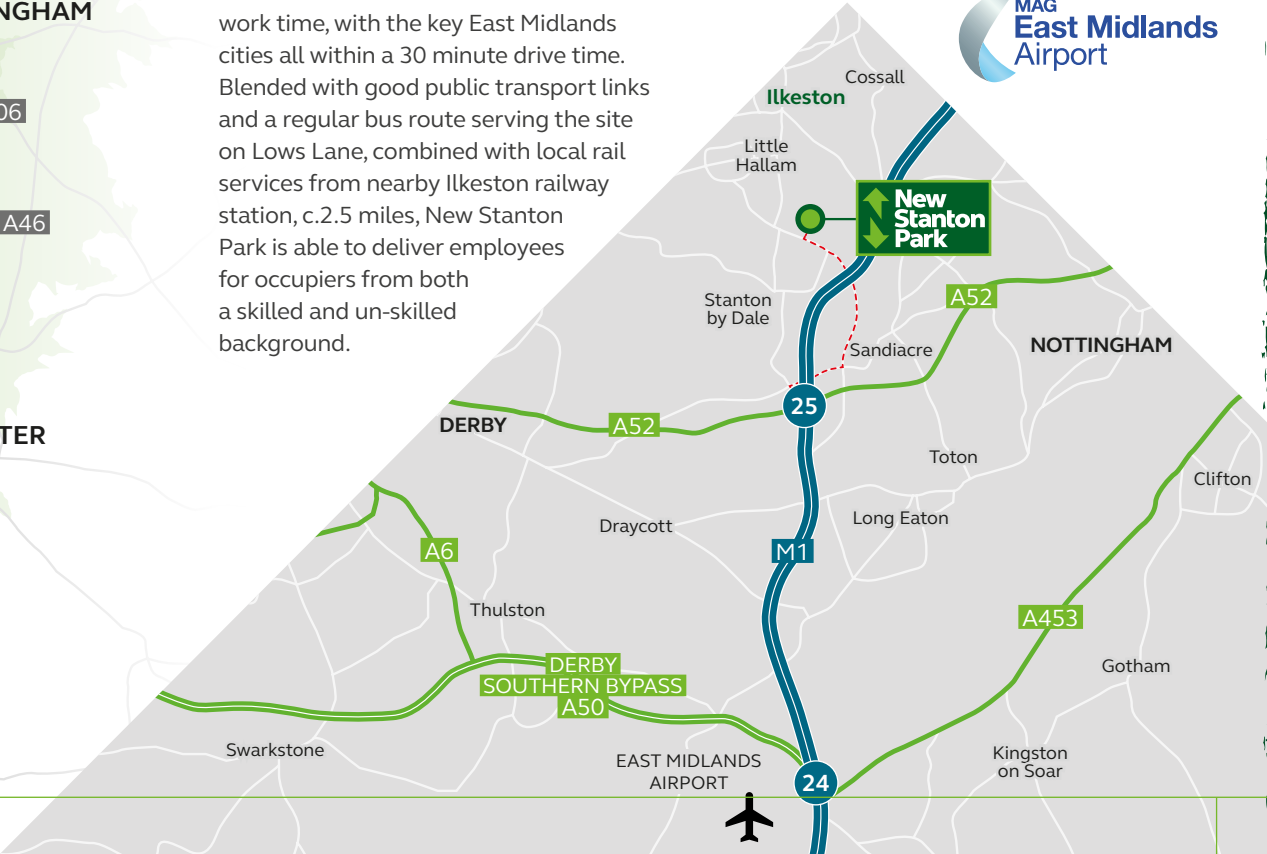 work time, with the key East Midlands
cities all within a 30 minute drive time.
Blended with good public transport links
and a regular bus route serving the site
on Lows Lane, combined with local rail
services from nearby Ilkeston railway
station, c.2.5 miles, New Stanton
Park is able to deliver employees
for occupiers from both
a skilled and un-skilled
background.
NGHAM
06
A46
TER
MAG
East Midlands
Airport
Cossall
Ilkeston
Little
Hallam
New
Stanton
Park
A52
Stanton
by Dale
Sandiacre
NOTTINGHAM
25
DERBY
A52
Toton
Clifton
Draycott
Long Eaton
A6
M1
Thulston
A453
DERBY
SOUTHERN BYPASS
A50
Gotham
Swarkstone
EAST MIDLANDS
AIRPORT
Kingston
on Soar
24